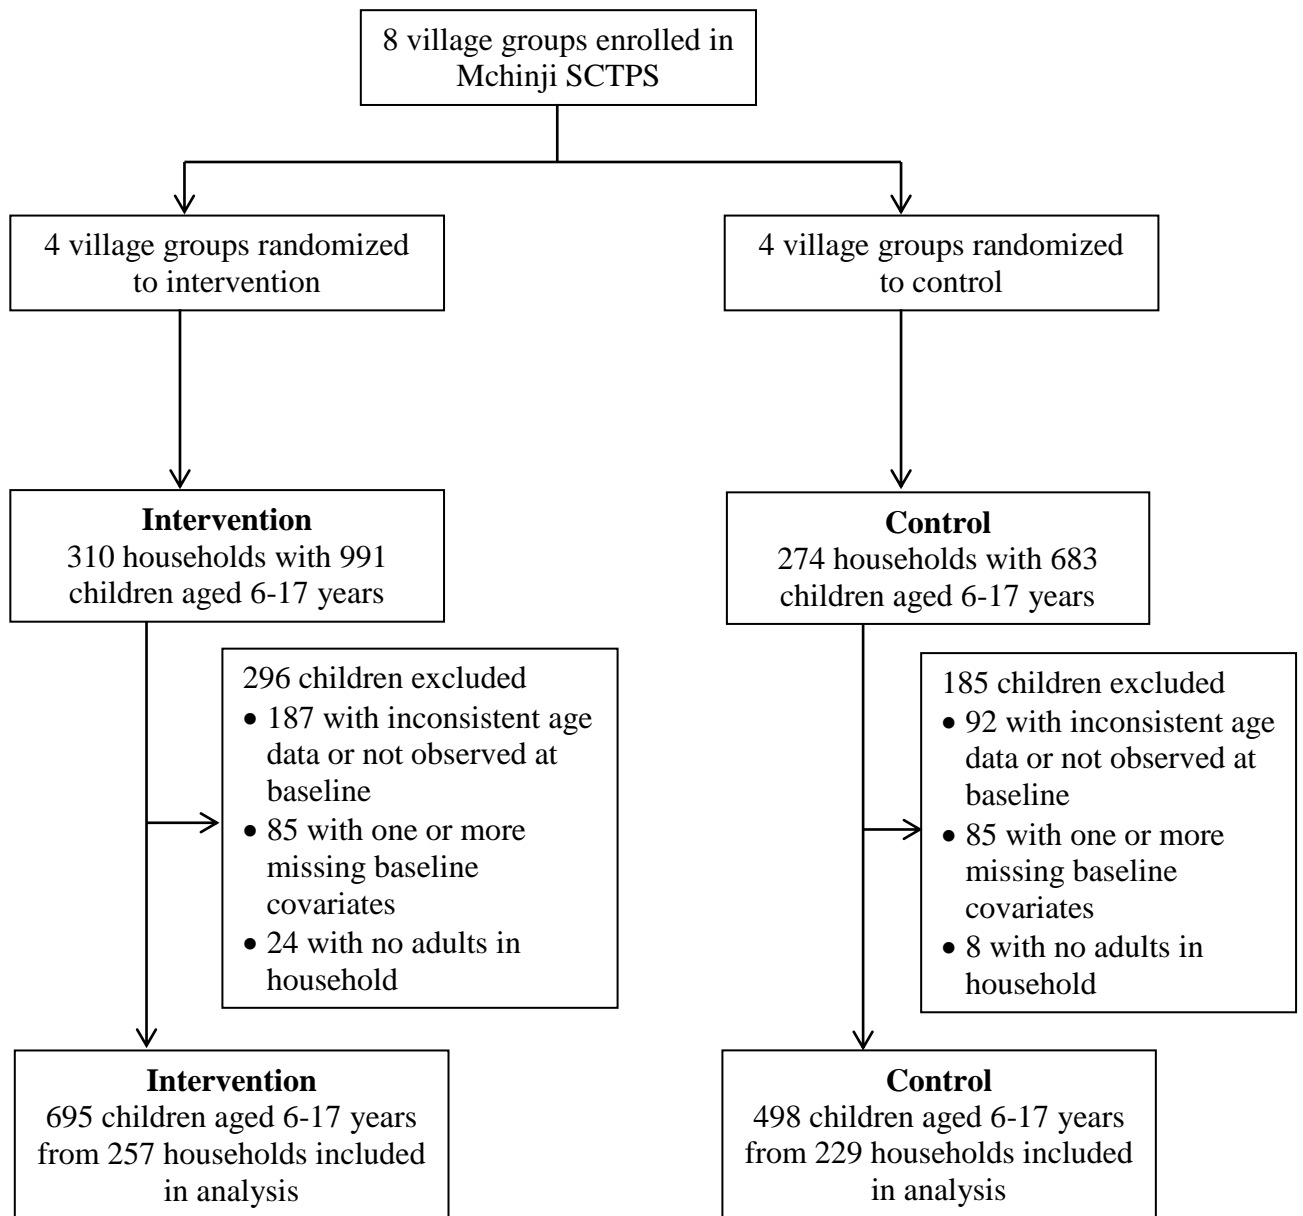 8 village groups enrolled in
Mchinji SCTPS
4 village groups randomized
to intervention
4 village groups randomized
to control
Intervention
310 households with 991
children aged 6-17 years
Control
274 households with 683
children aged 6-17 years
296 children excluded
• 187 with inconsistent age
data or not observed at
baseline
• 85 with one or more
missing baseline
covariates
• 24 with no adults in
household
185 children excluded
• 92 with inconsistent age
data or not observed at
baseline
• 85 with one or more
missing baseline
covariates
• 8 with no adults in
household
Intervention
695 children aged 6-17 years
from 257 households included
in analysis
Control
498 children aged 6-17 years
from 229 households included
in analysis